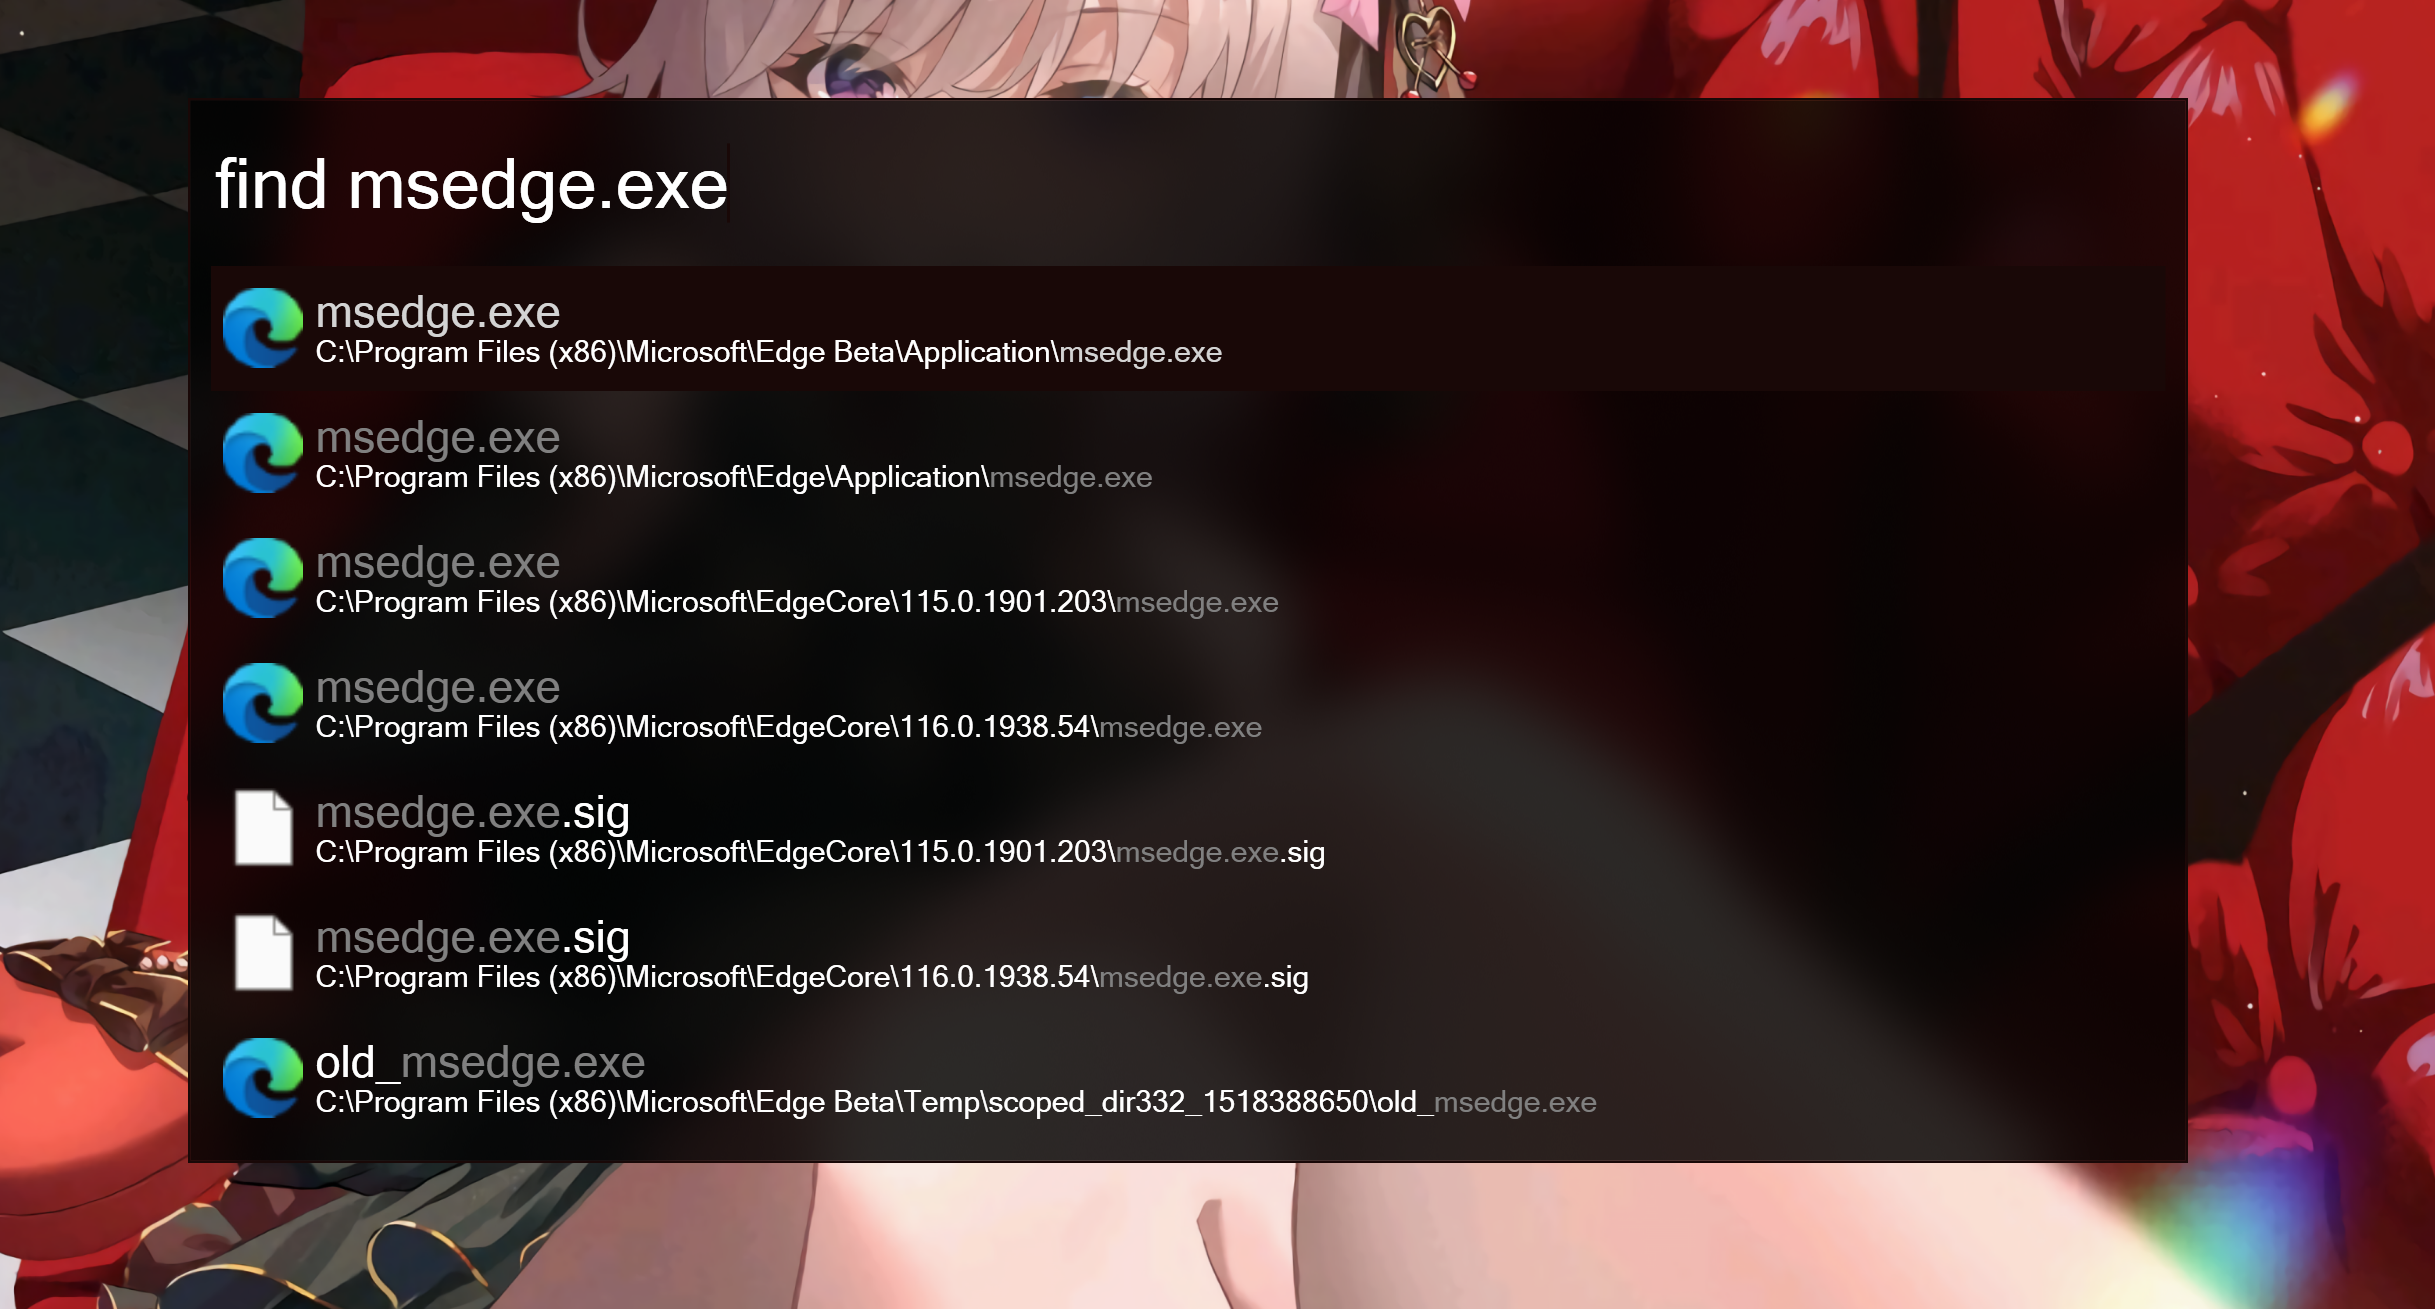 find msedge.exe
msedge.exe
C:\Program Files (x86)\Microsoft\Edge Beta\Application\msedge.exe
msedge.exe
C:\Program Files (x86)\Microsoft\Edge\Application\msedge.exe
msedge.exe
C:\Program Files (x86)\Microsoft\EdgeCore\115.0.1901.203\msedge.exe
msedge.exe
C:\Program Files (x86)\Microsoft\EdgeCore\116.0.1938.54\msedge.exe
msedge.exe.sig
C:\Program Files (x86)\Microsoft\EdgeCore\115.0.1901.203\msedge.exe.sig
msedge.exe.sig
C:\Program Files (x86)\Microsoft\EdgeCore\116.0.1938.54\msedge.exe.sig
old_msedge.exe
C:\Program Files (x86)\Microsoft\Edge Beta\Temp\scoped_dir332_1518388650\old_msedge.exe